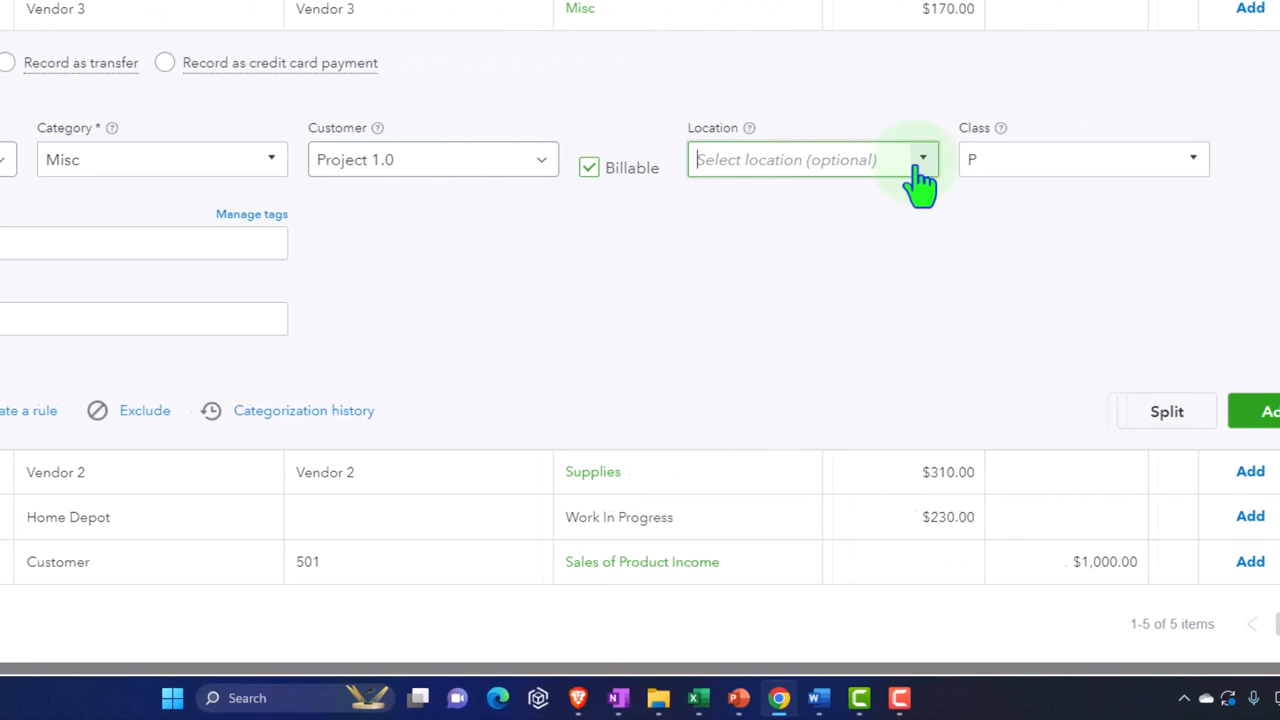 Vendor 3 Vendor 3 Misc $170.00 Add
Record as transfer Record as credit card payment
Category * Customer Location Class
Misc Project 1.0 Billable Select location (optional) P
Manage tags
ate a rule Exclude Categorization history Split Ad
Vendor 2 Vendor 2 Supplies $310.00 Add
Home Depot Work In Progress $230.00 Add
Customer 501 Sales of Product Income $1,000.00 Add
1-5 of 5 items
Search